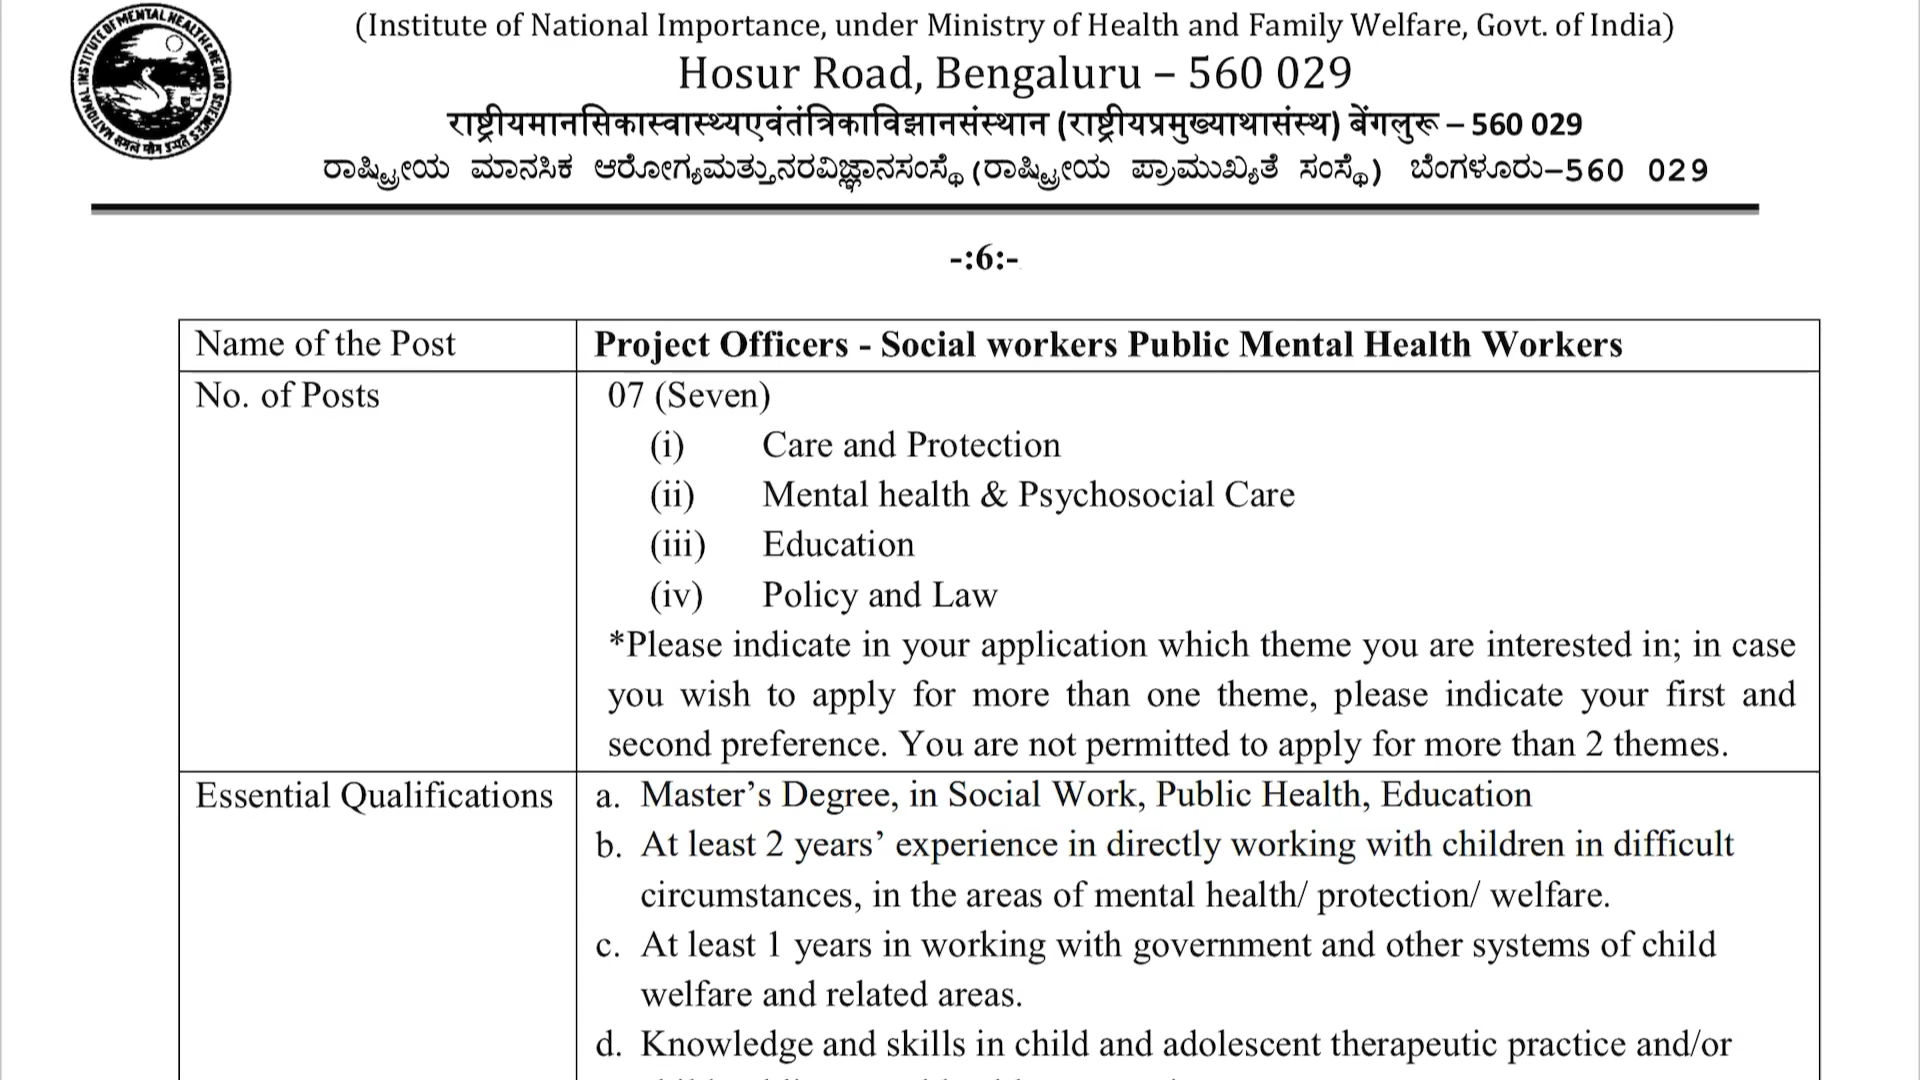 NATIONAL INSTITUTE OF MENTAL HEALTH & NEURO SCIENCES
(Institute of National Importance, under Ministry of Health and Family Welfare, Govt. of India)
Hosur Road, Bengaluru – 560 029
राष्ट्रीयमानसिकास्वास्थ्यएवंतंत्रिकाविज्ञानसंस्थान (राष्ट्रीयप्रमुख्याथासंस्थ) बेंगलुरू – 560 029
ರಾಷ್ಟ್ರೀಯ ಮಾನಸಿಕ ಆರೋಗ್ಯಮತ್ತುನರವಿಜ್ಞಾನಸಂಸ್ಥೆ (ರಾಷ್ಟ್ರೀಯ ಪ್ರಾಮುಖ್ಯತೆ ಸಂಸ್ಥೆ) ಬೆಂಗಳೂರು–560 029
-:6:-
Name of the Post Project Officers - Social workers Public Mental Health Workers
No. of Posts 07 (Seven)
(i) Care and Protection
(ii) Mental health & Psychosocial Care
(iii) Education
(iv) Policy and Law
*Please indicate in your application which theme you are interested in; in case
you wish to apply for more than one theme, please indicate your first and
second preference. You are not permitted to apply for more than 2 themes.
Essential Qualifications a. Master’s Degree, in Social Work, Public Health, Education
b. At least 2 years’ experience in directly working with children in difficult
circumstances, in the areas of mental health/ protection/ welfare.
c. At least 1 years in working with government and other systems of child
welfare and related areas.
d. Knowledge and skills in child and adolescent therapeutic practice and/or